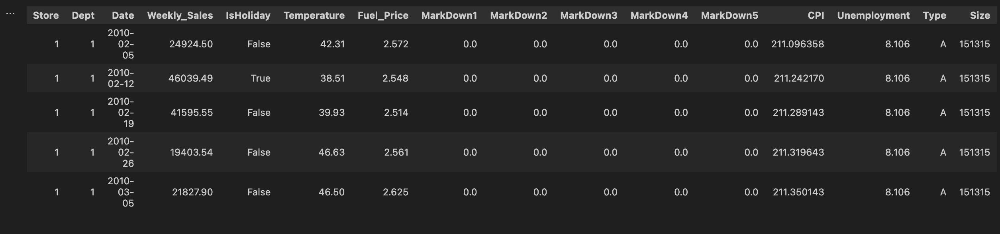 ... Store Dept Date Weekly_Sales IsHoliday Temperature Fuel_Price MarkDown1 MarkDown2 MarkDown3 MarkDown4 MarkDown5 CPI Unemployment Type Size
2010-
1 1 02- 24924.50 False 42.31 2.572 0.0 0.0 0.0 0.0 0.0 211.096358 8.106 A 151315
05
2010-
1 1 02-12 46039.49 True 38.51 2.548 0.0 0.0 0.0 0.0 0.0 211.242170 8.106 A 151315
2010-
1 1 02- 41595.55 False 39.93 2.514 0.0 0.0 0.0 0.0 0.0 211.289143 8.106 A 151315
19
2010-
1 1 02- 19403.54 False 46.63 2.561 0.0 0.0 0.0 0.0 0.0 211.319643 8.106 A 151315
26
2010-
1 1 03- 21827.90 False 46.50 2.625 0.0 0.0 0.0 0.0 0.0 211.350143 8.106 A 151315
05